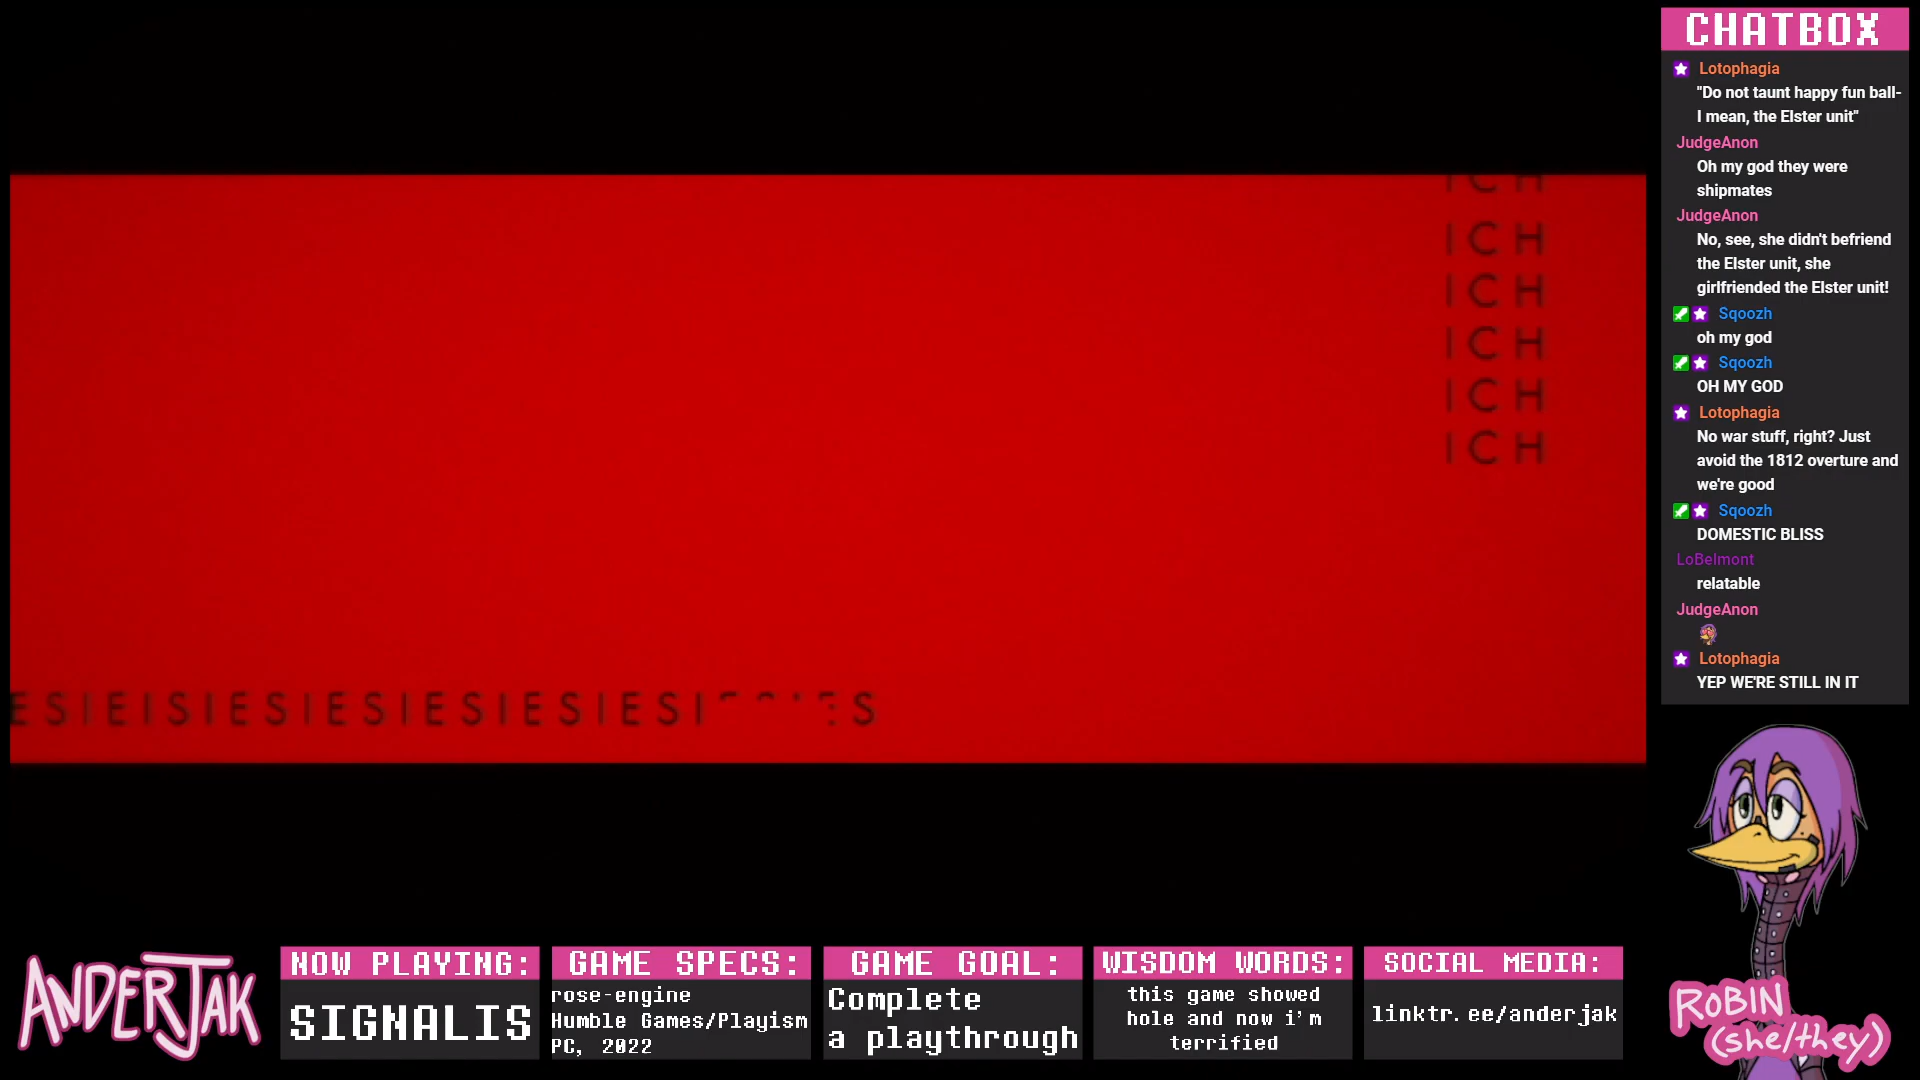 CHATBOX
Lotophagia
"Do not taunt happy fun ball-
I mean, the Elster unit"
JudgeAnon
Oh my god they were
shipmates
JudgeAnon
No, see, she didn't befriend
the Elster unit, she
girlfriended the Elster unit!
Sqoozh
oh my god
Sqoozh
OH MY GOD
Lotophagia
No war stuff, right? Just
avoid the 1812 overture and
we're good
Sqoozh
DOMESTIC BLISS
LoBelmont
relatable
JudgeAnon
Lotophagia
YEP WE'RE STILL IN IT
ICH
ICH
ICH
ICH
ICH
ICH
ESIEISIESIESIESIESIESI S
ANDERJAK
NOW PLAYING:
SIGNALIS
GAME SPECS:
rose-engine
Humble Games/Playism
PC, 2022
GAME GOAL:
Complete
a playthrough
WISDOM WORDS:
this game showed
hole and now i'm
terrified
SOCIAL MEDIA:
linktr.ee/anderjak
ROBIN
(she/they)